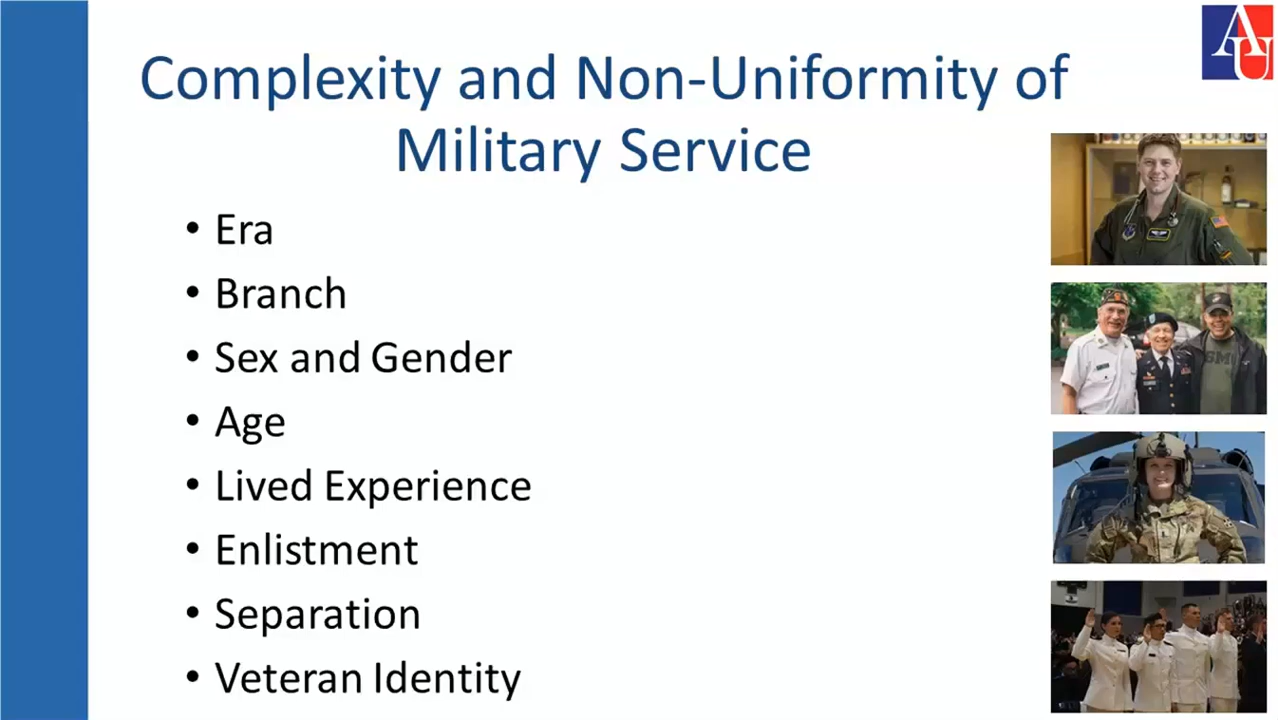 AU
Complexity and Non-Uniformity of
Military Service
• Era
• Branch
• Sex and Gender
• Age
• Lived Experience
• Enlistment
• Separation
• Veteran Identity